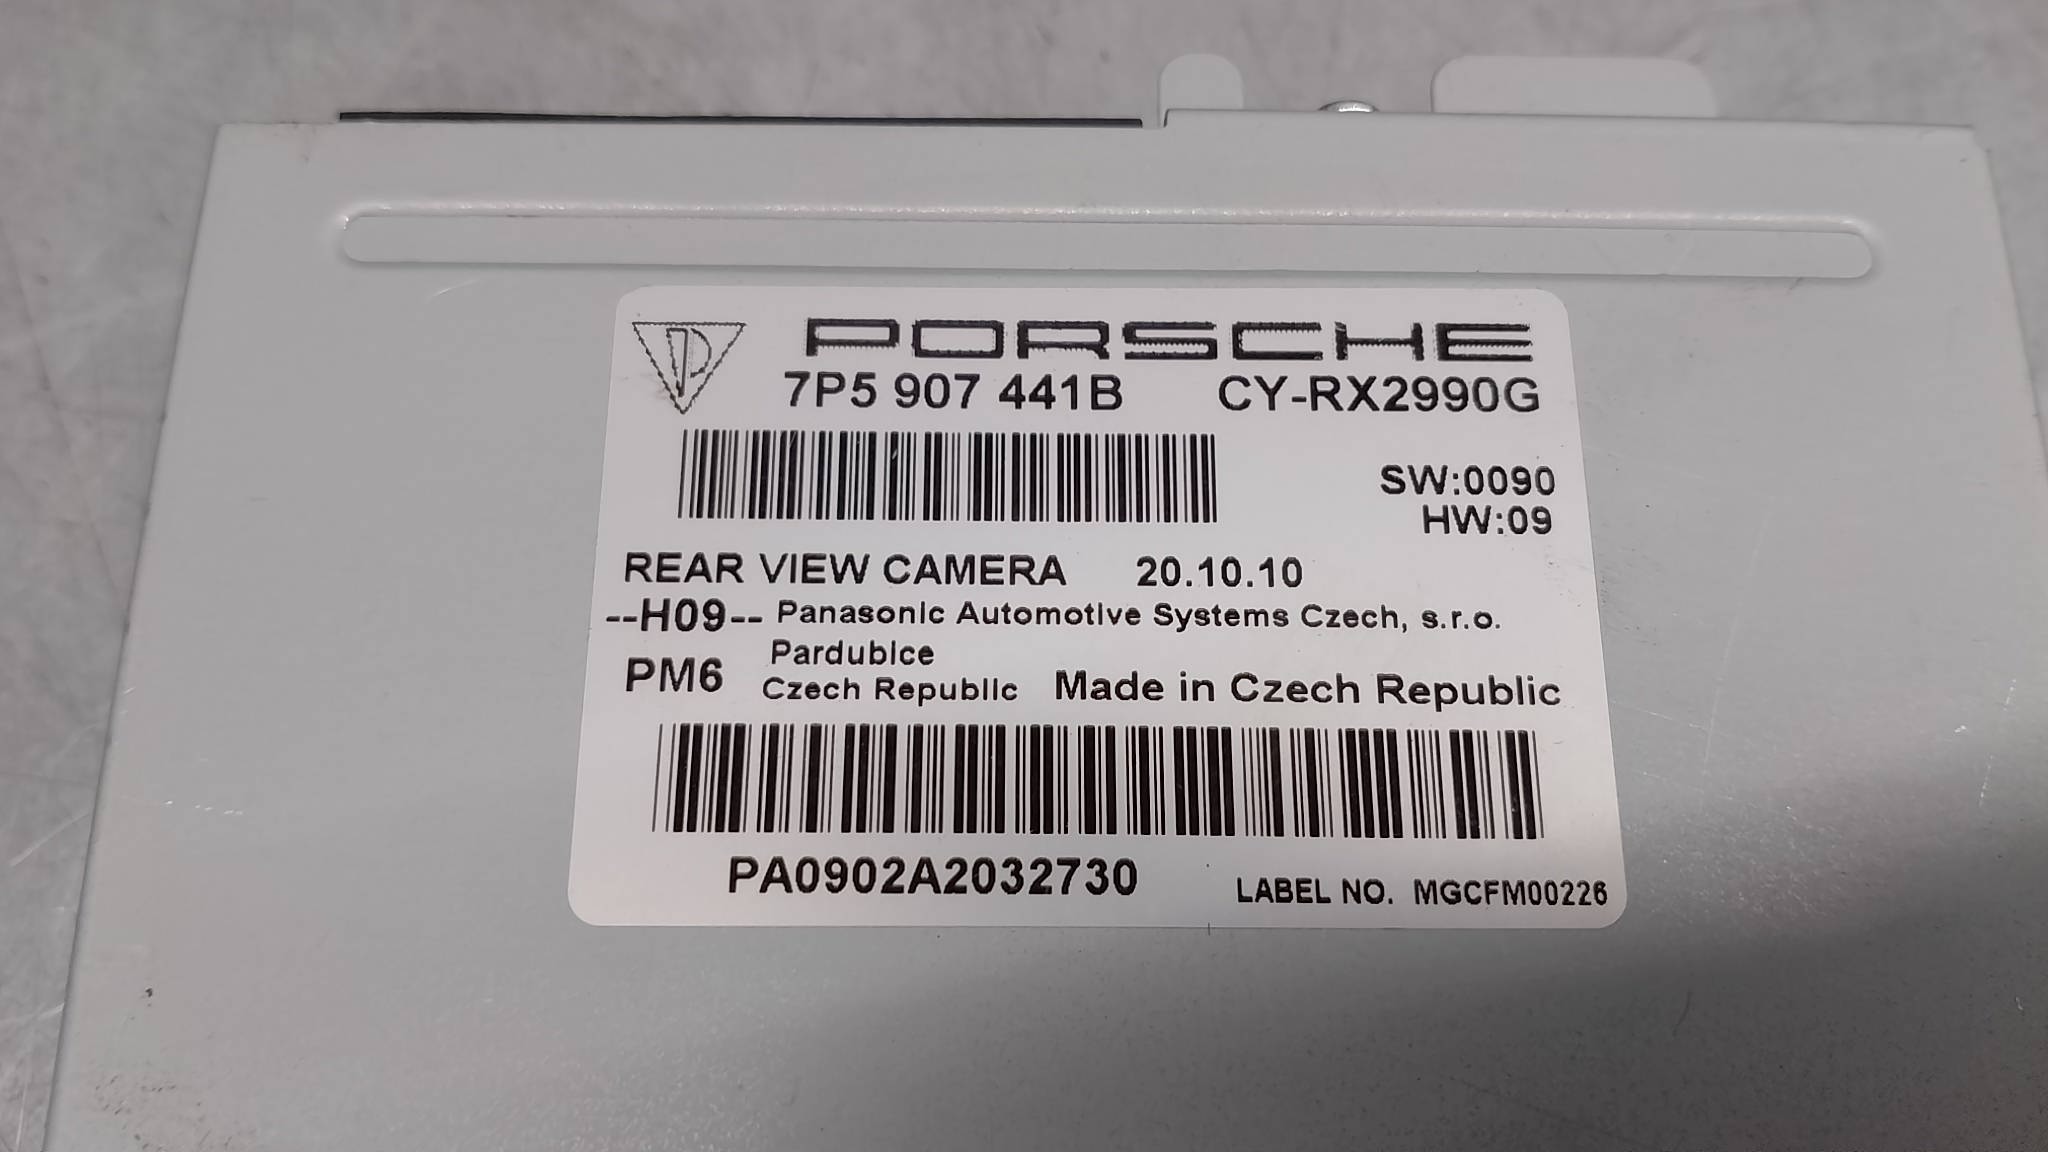 PORSCHE
7P5 907 441B CY-RX2990G
SW:0090
HW:09
REAR VIEW CAMERA 20.10.10
--H09-- Panasonic Automotive Systems Czech, s.r.o.
Pardubice
PM6 Czech Republic Made in Czech Republic
PA0902A2032730
LABEL NO. MGCFM00226